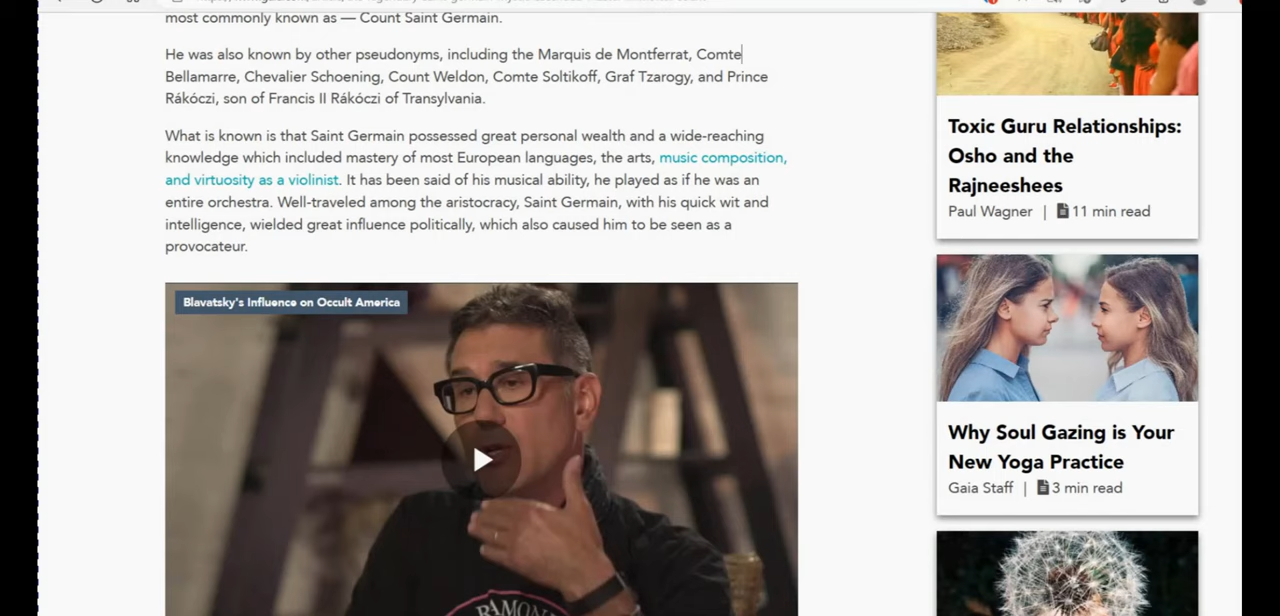 most commonly known as — Count Saint Germain.
He was also known by other pseudonyms, including the Marquis de Montferrat, Comte
Bellamarre, Chevalier Schoening, Count Weldon, Comte Soltikoff, Graf Tzarogy, and Prince
Rákóczi, son of Francis II Rákóczi of Transylvania.
What is known is that Saint Germain possessed great personal wealth and a wide-reaching
knowledge which included mastery of most European languages, the arts, music composition,
and virtuosity as a violinist. It has been said of his musical ability, he played as if he was an
entire orchestra. Well-traveled among the aristocracy, Saint Germain, with his quick wit and
intelligence, wielded great influence politically, which also caused him to be seen as a
provocateur.
Blavatsky's Influence on Occult America
RAMON
Toxic Guru Relationships:
Osho and the
Rajneeshees
Paul Wagner | 11 min read
Why Soul Gazing is Your
New Yoga Practice
Gaia Staff | 3 min read